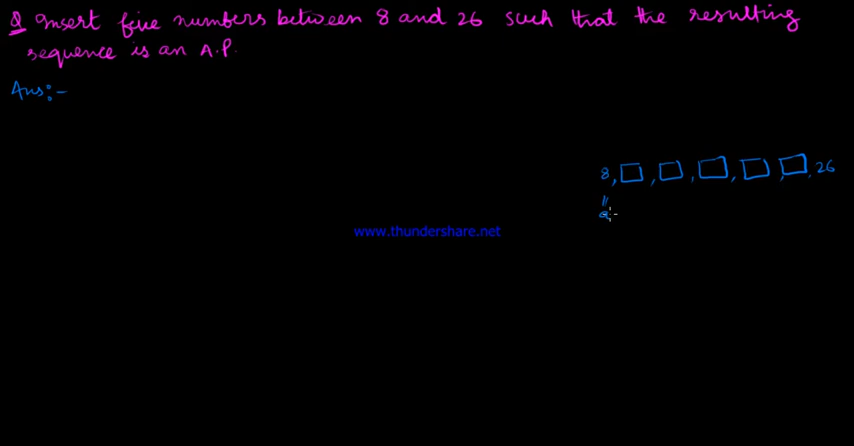 Q Insert five numbers between 8 and 26 such that the resulting
sequence is an A.P.
Ans:-
8, □, □, □, □, □, 26
॥
a
www.thundershare.net